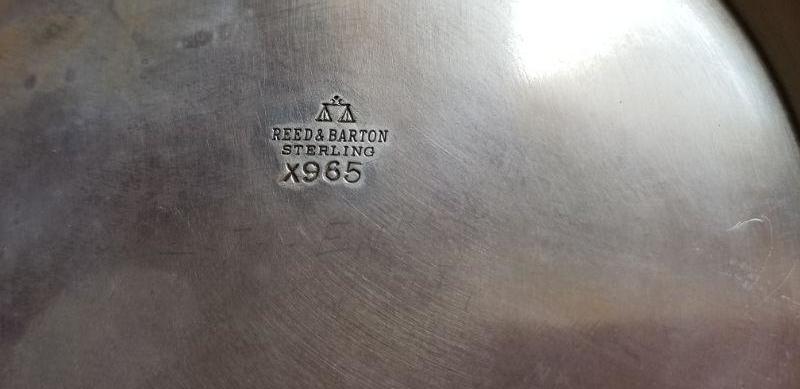 REED & BARTON
STERLING
X965